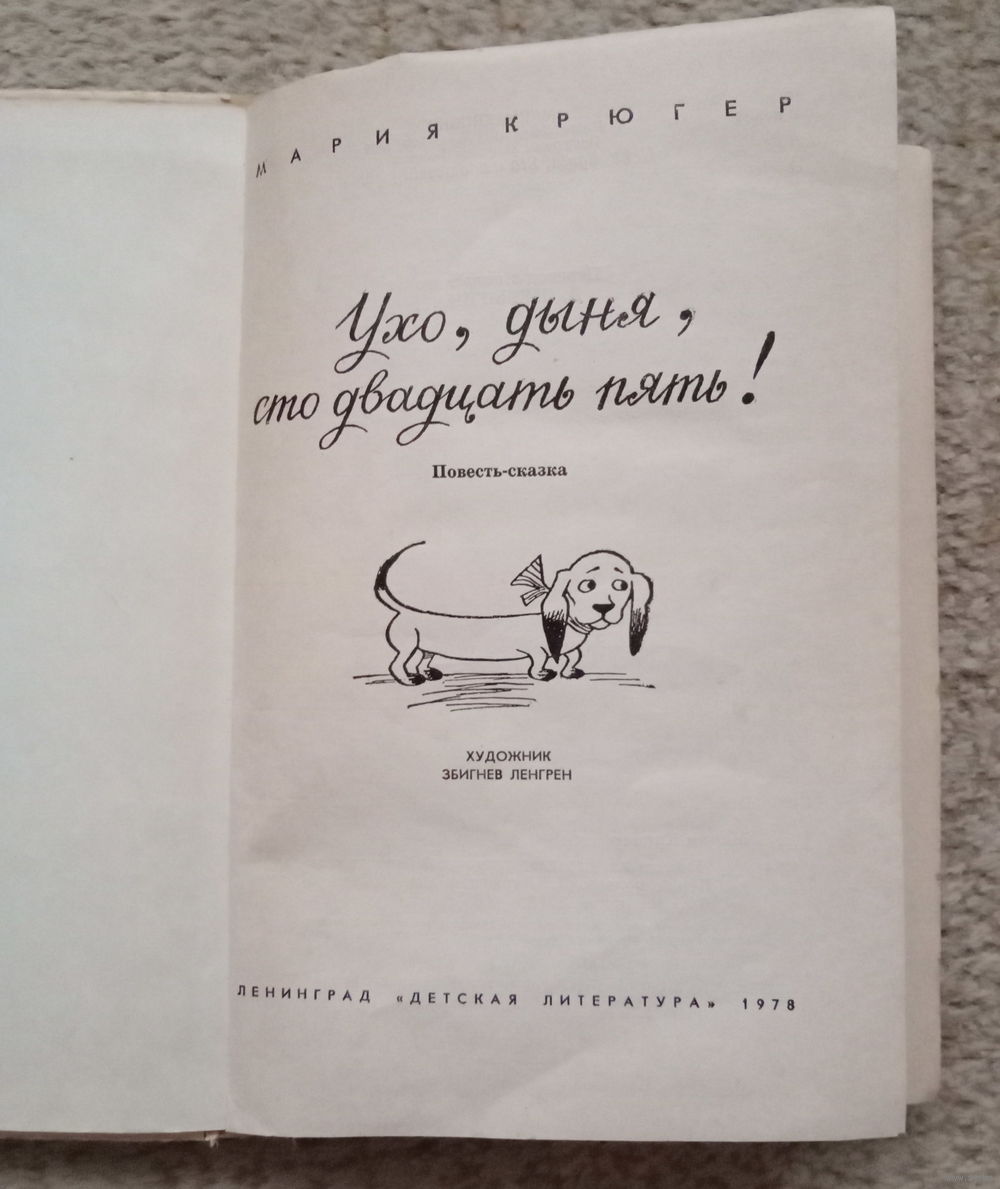 МАРИЯ КРЮГЕР
Ухо, дыня,
сто двадцать пять!
Повесть-сказка
ХУДОЖНИК
ЗБИГНЕВ ЛЕНГРЕН
ЛЕНИНГРАД «ДЕТСКАЯ ЛИТЕРАТУРА» 1978